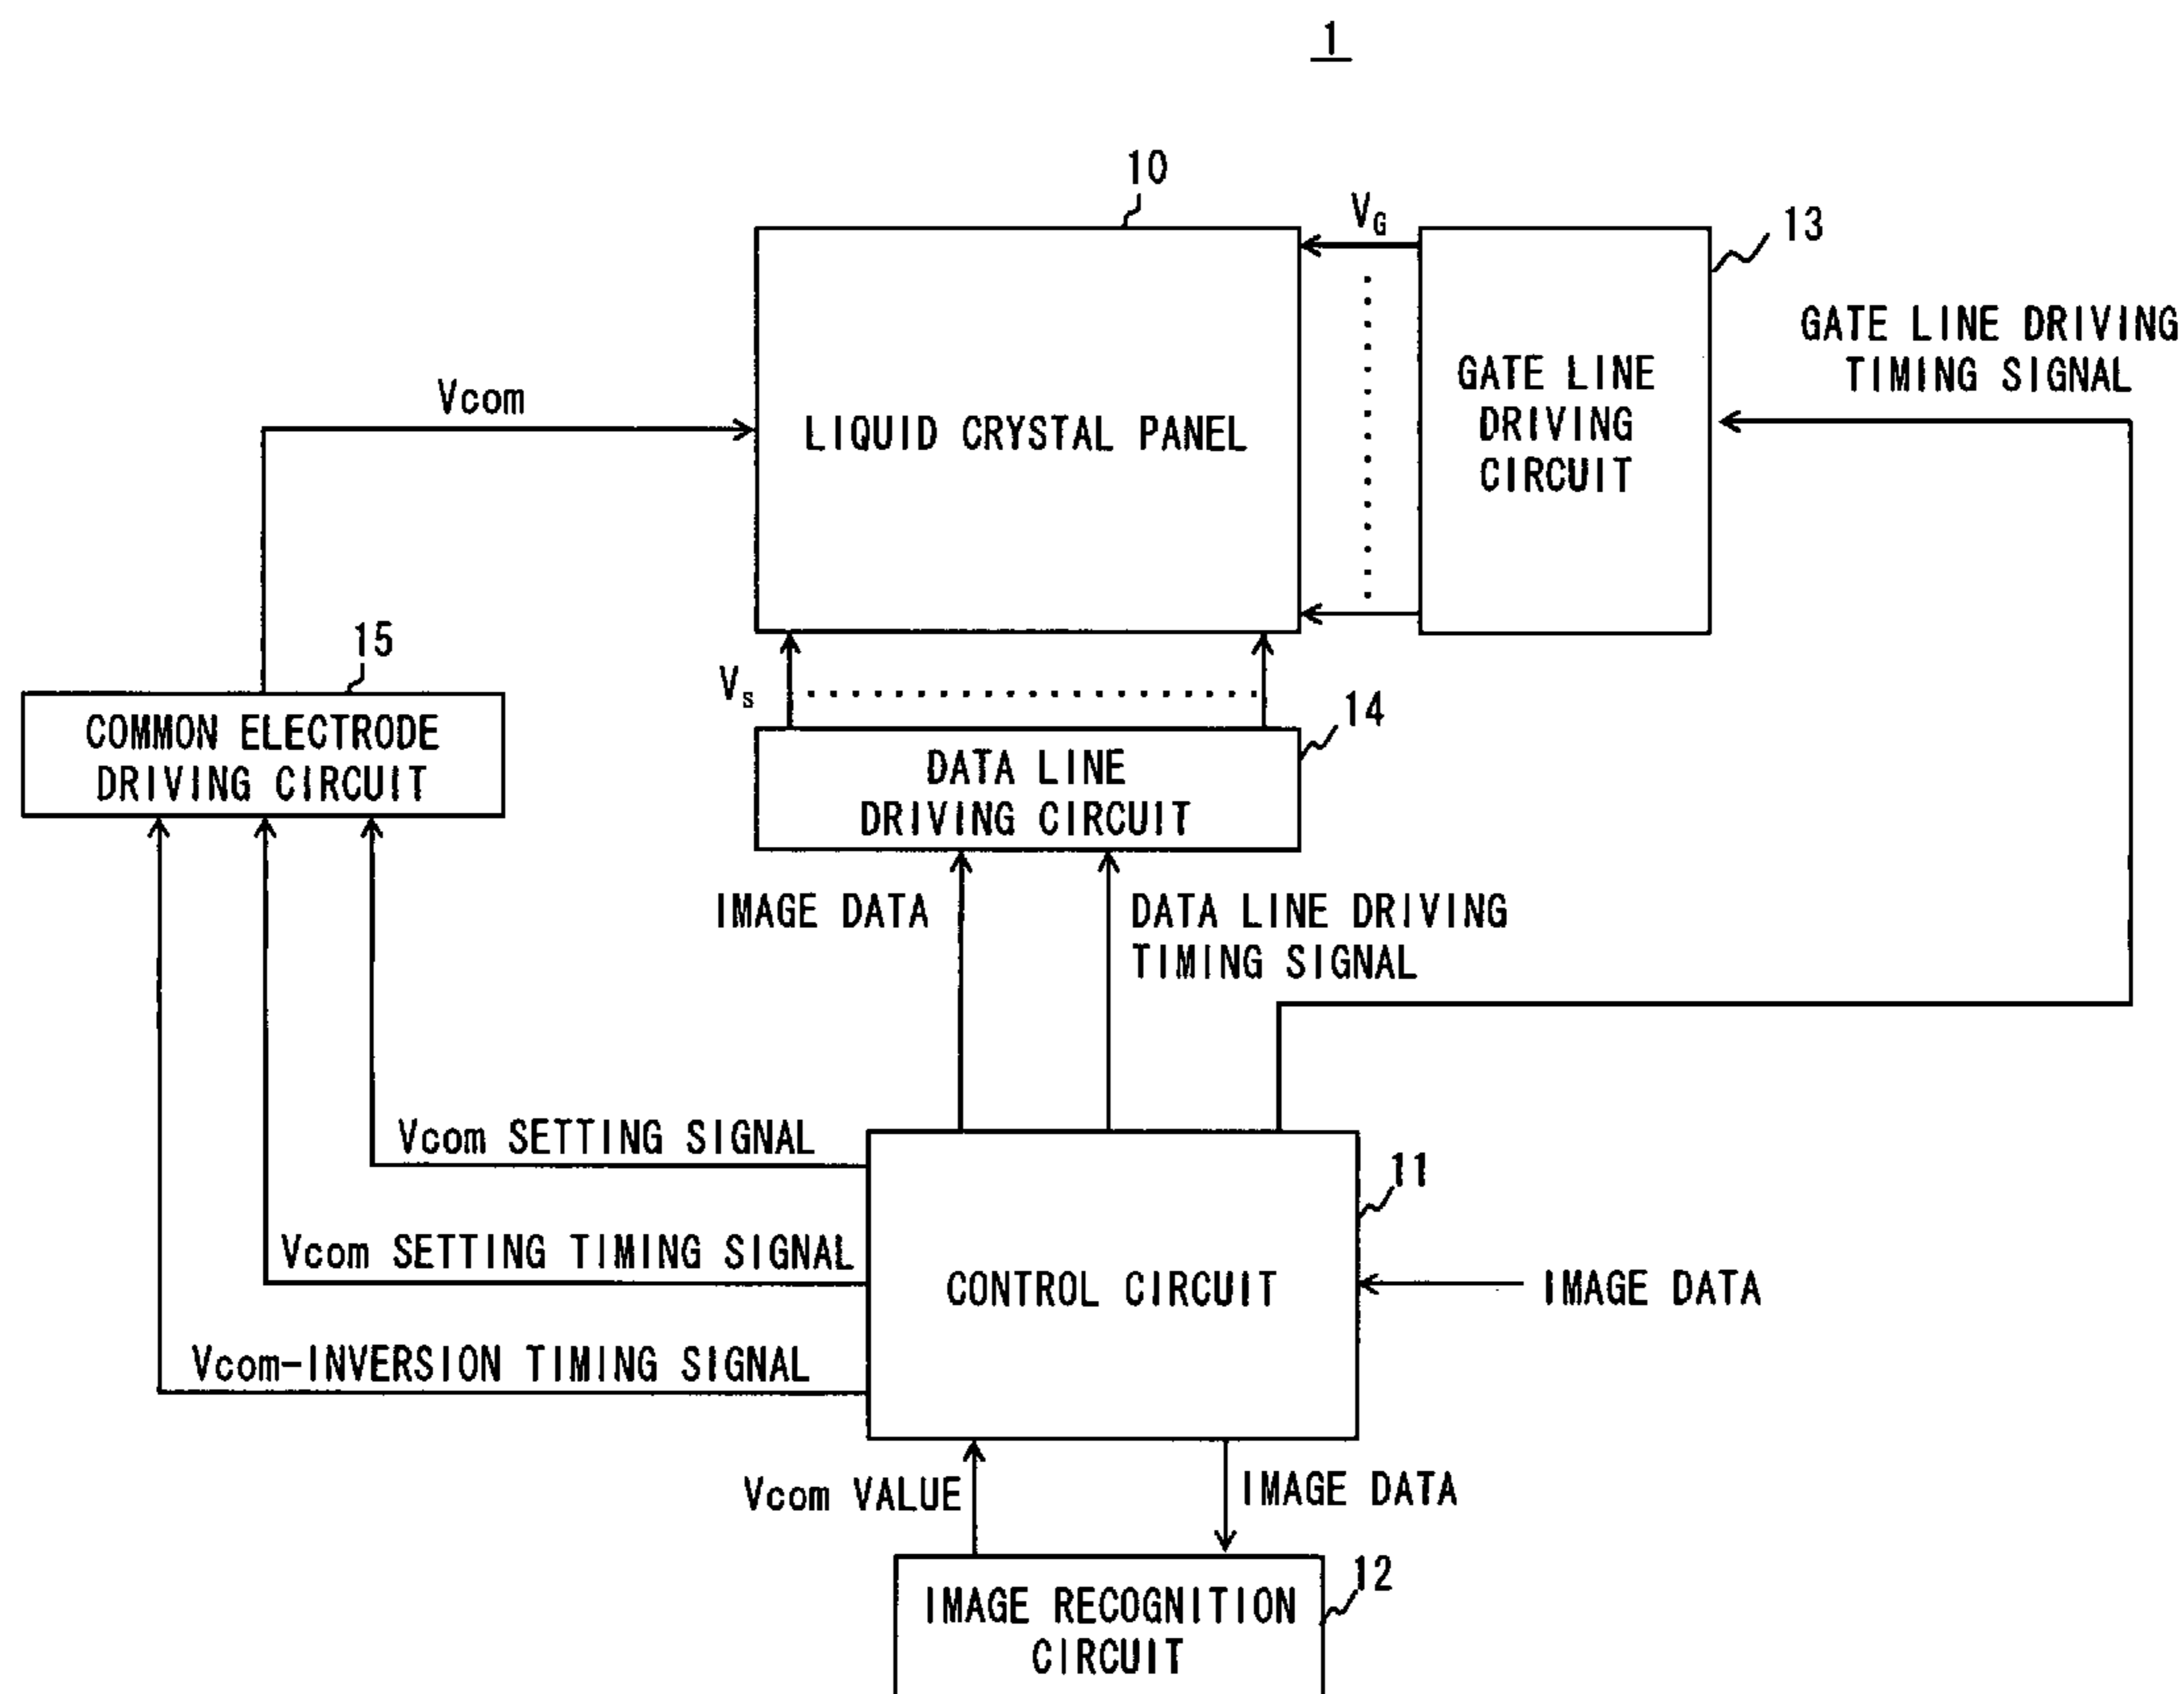 1
10
V_G
13
GATE LINE DRIVING
TIMING SIGNAL
GATE LINE
DRIVING
CIRCUIT
Vcom
LIQUID CRYSTAL PANEL
15
V_s
14
COMMON ELECTRODE
DRIVING CIRCUIT
DATA LINE
DRIVING CIRCUIT
IMAGE DATA
DATA LINE DRIVING
TIMING SIGNAL
Vcom SETTING SIGNAL
11
Vcom SETTING TIMING SIGNAL
CONTROL CIRCUIT
IMAGE DATA
Vcom-INVERSION TIMING SIGNAL
Vcom VALUE
IMAGE DATA
12
IMAGE RECOGNITION
CIRCUIT